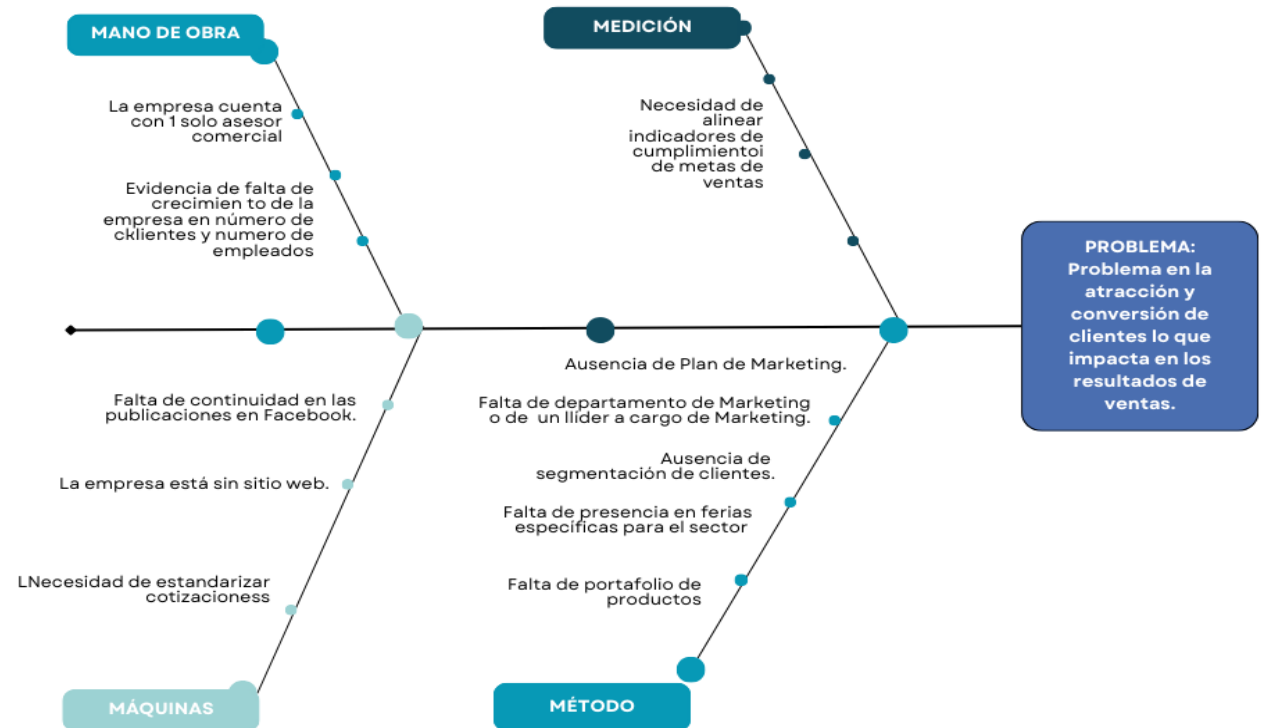 MANO DE OBRA
La empresa cuenta
con 1 solo asesor
comercial
Evidencia de falta de
crecimien to de la
empresa en número de
cklientes y numero de
empleados
MEDICIÓN
Necesidad de
alinear
indicadores de
cumplimientoi
de metas de
ventas
PROBLEMA:
Problema en la
atracción y
conversión de
clientes lo que
impacta en los
resultados de
ventas.
Falta de continuidad en las
publicaciones en Facebook.
La empresa está sin sitio web.
LNecesidad de estandarizar
cotizacioness
MÁQUINAS
Ausencia de Plan de Marketing.
Falta de departamento de Marketing
o de un llíder a cargo de Marketing.
Ausencia de
segmentación de clientes.
Falta de presencia en ferias
específicas para el sector
Falta de portafolio de
productos
MÉTODO